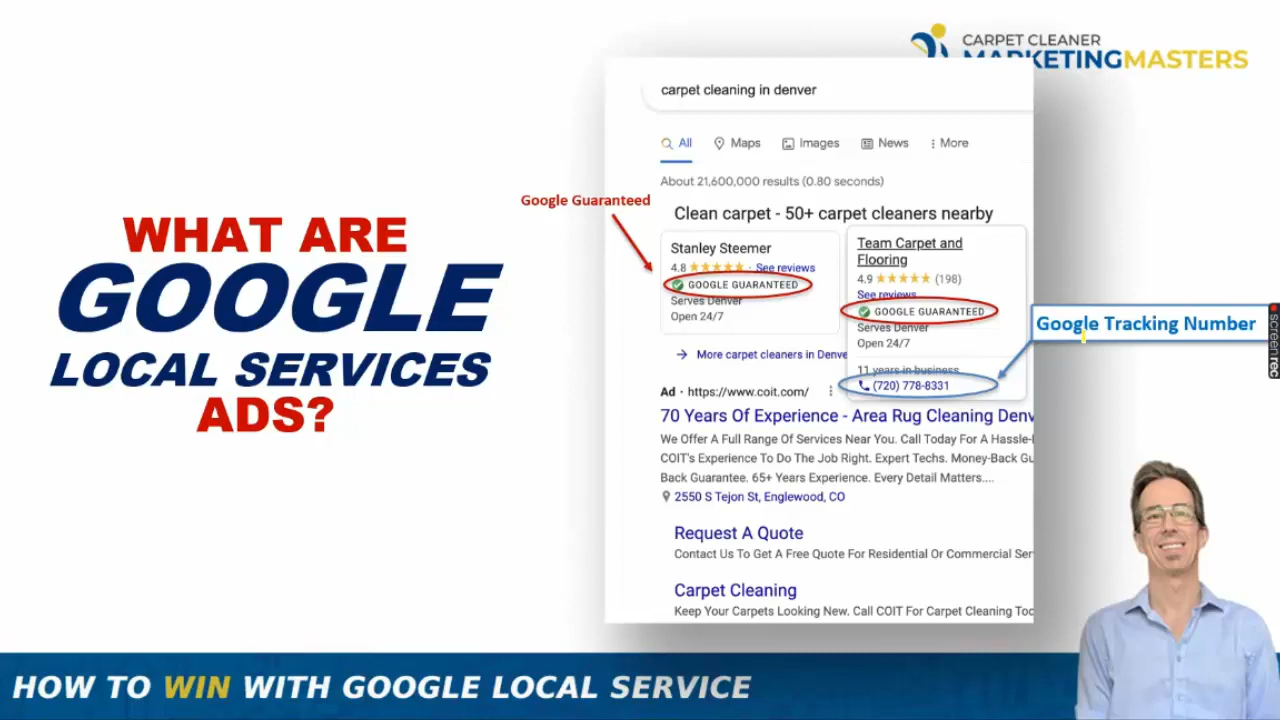 CARPET CLEANER
MARKETINGMASTERS
carpet cleaning in denver
All Maps Images News More
About 21,600,000 results (0.80 seconds)
Google Guaranteed
Clean carpet - 50+ carpet cleaners nearby
Stanley Steemer
4.8 See reviews
GOOGLE GUARANTEED
Serves Denver
Open 24/7
Team Carpet and
Flooring
4.9 (198)
See reviews
GOOGLE GUARANTEED
Serves Denver
Open 24/7
11 years in business
(720) 778-8331
Google Tracking Number
More carpet cleaners in Denve
Ad · https://www.coit.com/
70 Years Of Experience - Area Rug Cleaning Denv
We Offer A Full Range Of Services Near You. Call Today For A Hassle-
COIT's Experience To Do The Job Right. Expert Techs. Money-Back Gu
Back Guarantee. 65+ Years Experience. Every Detail Matters....
2550 S Tejon St, Englewood, CO
Request A Quote
Contact Us To Get A Free Quote For Residential Or Commercial Ser
Carpet Cleaning
Keep Your Carpets Looking New. Call COIT For Carpet Cleaning Too
WHAT ARE
GOOGLE
LOCAL SERVICES
ADS?
screenrec
HOW TO WIN WITH GOOGLE LOCAL SERVICE